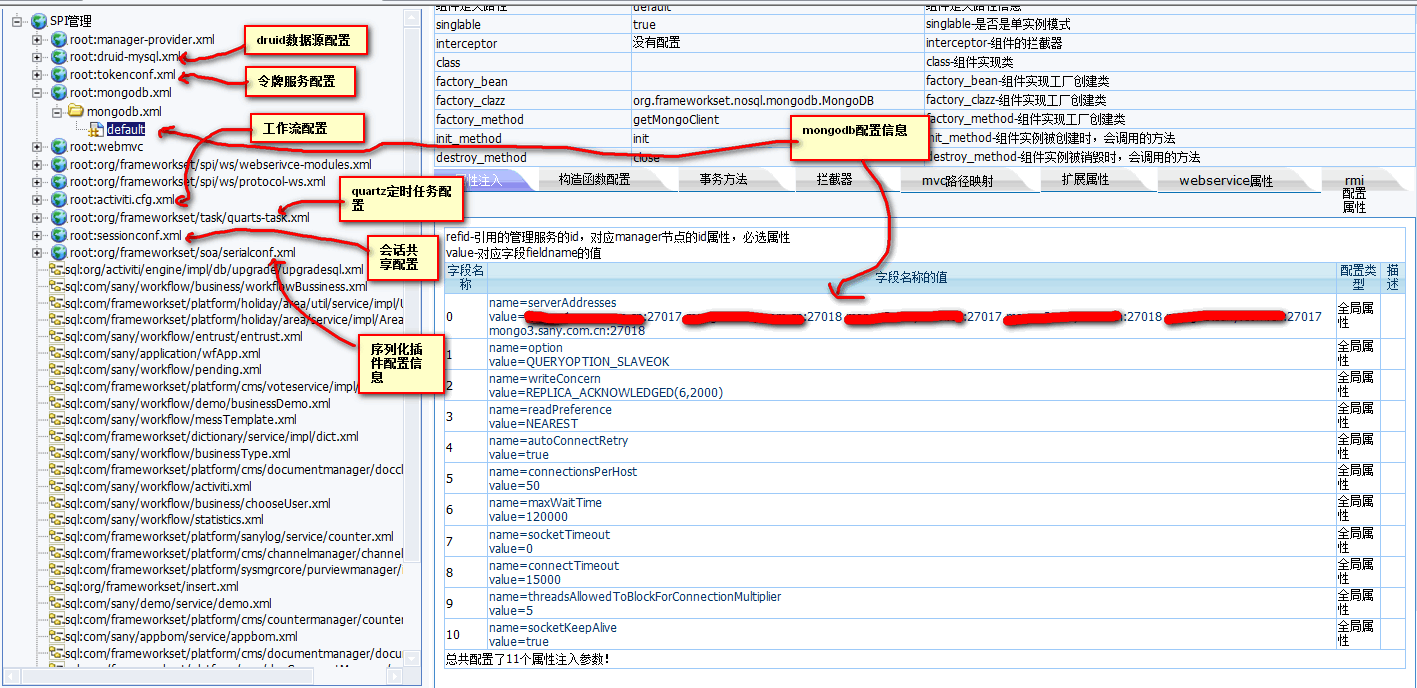 SPI管理
root:manager-provider.xml
root:druid-mysql.xml
root:tokenconf.xml
root:mongodb.xml
mongodb.xml
default
root:webmvc
root:org/frameworkset/spi/ws/webserivce-modules.xml
root:org/frameworkset/spi/ws/protocol-ws.xml
root:activiti.cfg.xml
root:org/frameworkset/task/quarts-task.xml
root:sessionconf.xml
root:org/frameworkset/soa/serialconf.xml
sql:org/activiti/engine/impl/db/upgrade/upgradesql.xml
sql:com/sany/workflow/business/workflowBussiness.xml
sql:com/frameworkset/platform/holiday/area/util/service/impl/
sql:com/frameworkset/platform/holiday/area/service/impl/Area
sql:com/sany/workflow/entrust/entrust.xml
sql:com/sany/application/wfApp.xml
sql:com/sany/workflow/pending.xml
sql:com/frameworkset/platform/cms/voteservice/impl/
sql:com/sany/workflow/demo/businessDemo.xml
sql:com/sany/workflow/messTemplate.xml
sql:com/frameworkset/dictionary/service/impl/dict.xml
sql:com/sany/workflow/businessType.xml
sql:com/frameworkset/platform/cms/documentmanager/docc
sql:com/sany/workflow/activiti.xml
sql:com/sany/workflow/business/chooseUser.xml
sql:com/sany/workflow/statistics.xml
sql:com/frameworkset/platform/sanylog/service/counter.xml
sql:com/frameworkset/platform/cms/channelmanager/channel
sql:com/frameworkset/platform/sysmgrcore/purviewmanager/
sql:org/frameworkset/insert.xml
sql:com/sany/demo/service/demo.xml
sql:com/frameworkset/platform/cms/countermanager/counter
sql:com/sany/appbom/service/appbom.xml
sql:com/frameworkset/platform/cms/documentmanager/docu
druid数据源配置
令牌服务配置
工作流配置
quartz定时任务配
置
会话共
享配置
序列化插
件配置信
息
mongodb配置信息
组件是关路径 default
singlable true singlable-是否是单实例模式
interceptor 没有配置 interceptor-组件的拦截器
class class-组件实现类
factory_bean factory_bean-组件实现工厂创建类
factory_clazz org.frameworkset.nosql.mongodb.MongoDB factory_clazz-组件实现工厂创建类
factory_method getMongoClient factory_method-组件实现工厂创建类
init_method init init_method-组件实例被创建时，会调用的方法
destroy_method close destroy_method-组件实例被销毁时，会调用的方法
属性注入 构造函数配置 事务方法 拦截器 mvc路径映射 扩展属性 webservice属性 rmi
配置
属性
refid-引用的管理服务的id，对应manager节点的id属性，必选属性
value-对应字段fieldname的值
字段名
称 字段名称的值 配置类
型 描
述
0 name=serverAddresses 全局属
性
value= :27017 :27018 :27017 :27018 :27017
mongo3.sany.com.cn:27018
1 name=option 全局属
value=QUERYOPTION_SLAVEOK 性
2 name=writeConcern 全局属
value=REPLICA_ACKNOWLEDGED(6,2000) 性
3 name=readPreference 全局属
value=NEAREST 性
4 name=autoConnectRetry 全局属
value=true 性
5 name=connectionsPerHost 全局属
value=50 性
6 name=maxWaitTime 全局属
value=120000 性
7 name=socketTimeout 全局属
value=0 性
8 name=connectTimeout 全局属
value=15000 性
9 name=threadsAllowedToBlockForConnectionMultiplier 全局属
value=5 性
10 name=socketKeepAlive 全局属
value=true 性
总共配置了11个属性注入参数!